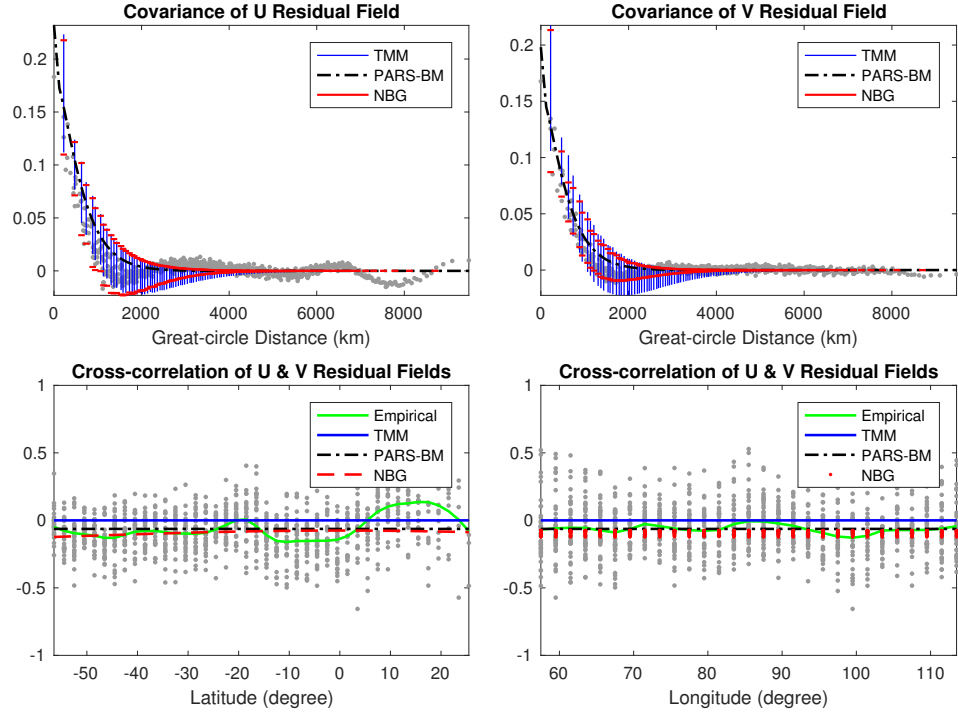 Covariance of U Residual Field
0.2
0.15
0.1
0.05
0
TMM
PARS-BM
NBG
0
2000
4000
6000
8000
Great-circle Distance (km)
Covariance of V Residual Field
0.2
0.15
0.1
0.05
0
TMM
PARS-BM
NBG
0
2000
4000
6000
8000
Great-circle Distance (km)
Cross-correlation of U & V Residual Fields
1
0.5
0
-0.5
-1
Empirical
TMM
PARS-BM
NBG
-50
-40
-30
-20
-10
0
10
20
Latitude (degree)
Cross-correlation of U & V Residual Fields
1
0.5
0
-0.5
-1
Empirical
TMM
PARS-BM
NBG
60
70
80
90
100
110
Longitude (degree)